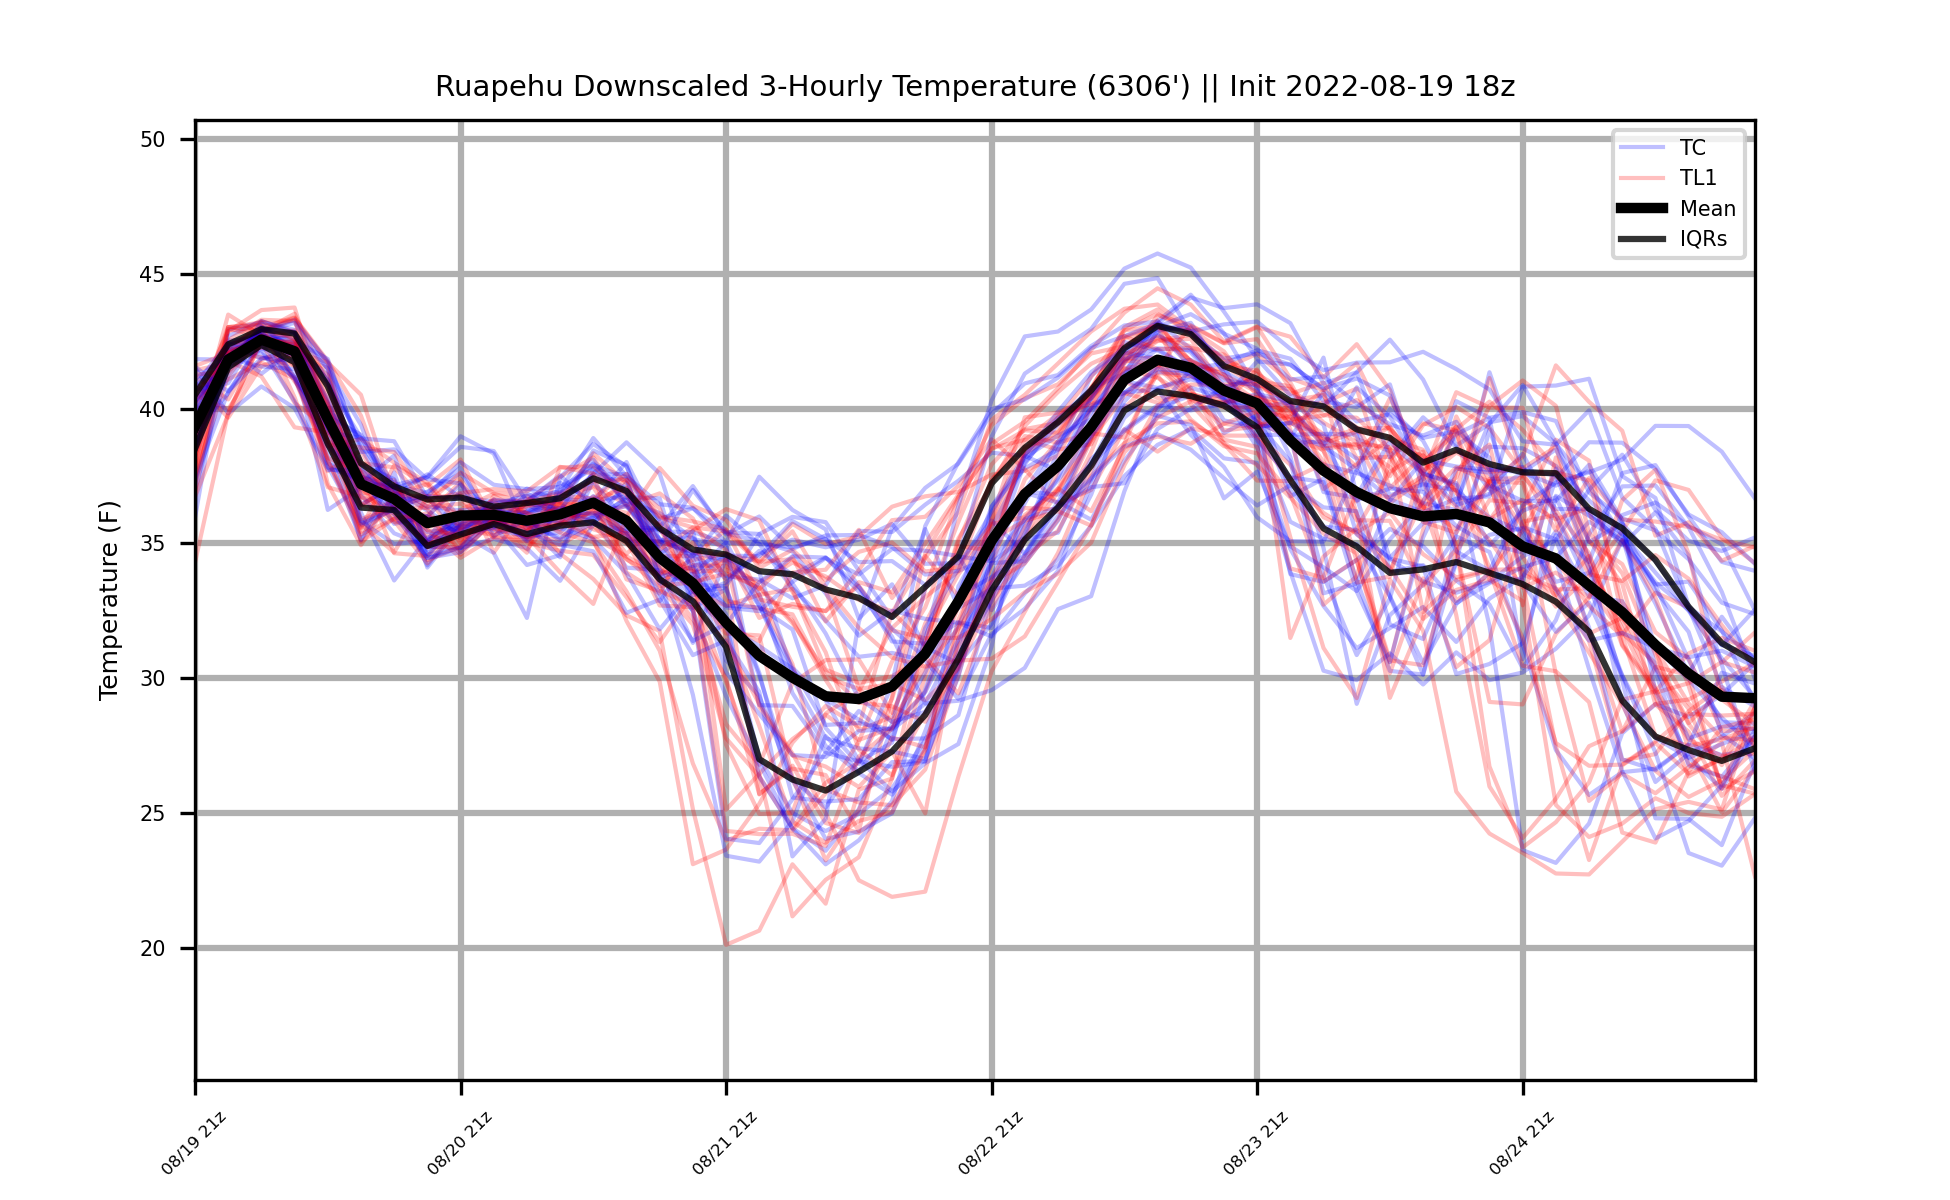 Ruapehu Downscaled 3-Hourly Temperature (6306') || Init 2022-08-19 18z
TC
TL1
Mean
IQRs
Temperature (F)
50
45
40
35
30
25
20
08/19 21z
08/20 21z
08/21 21z
08/22 21z
08/23 21z
08/24 21z